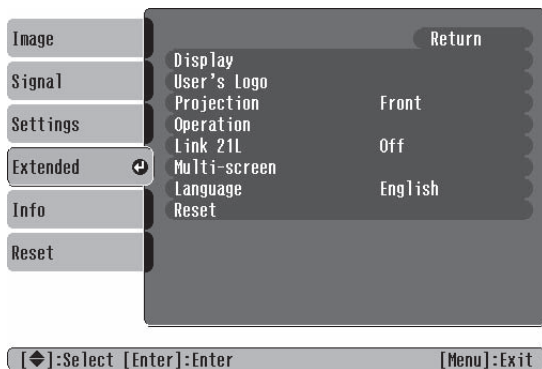 Image
Signal
Settings
Extended
Info
Reset
Return
Display
User's Logo
Projection Front
Operation
Link 21L Off
Multi-screen
Language English
Reset
[◆]:Select [Enter]:Enter [Menu]:Exit